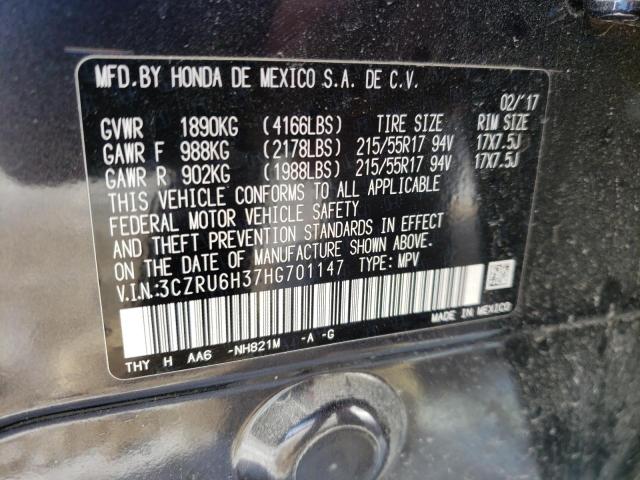 MFD.BY HONDA DE MEXICO S.A. DE C.V.
02/'17
GVWR 1890KG (4166LBS) TIRE SIZE RIM SIZE
GAWR F 988KG (2178LBS) 215/55R17 94V 17X7.5J
GAWR R 902KG (1988LBS) 215/55R17 94V 17X7.5J
THIS VEHICLE CONFORMS TO ALL APPLICABLE
FEDERAL MOTOR VEHICLE SAFETY
AND THEFT PREVENTION STANDARDS IN EFFECT
ON THE DATE OF MANUFACTURE SHOWN ABOVE.
V.I.N:3CZRU6H37HG701147 TYPE: MPV
MADE IN MEXICO
THY H AA6 -NH821M -A -G